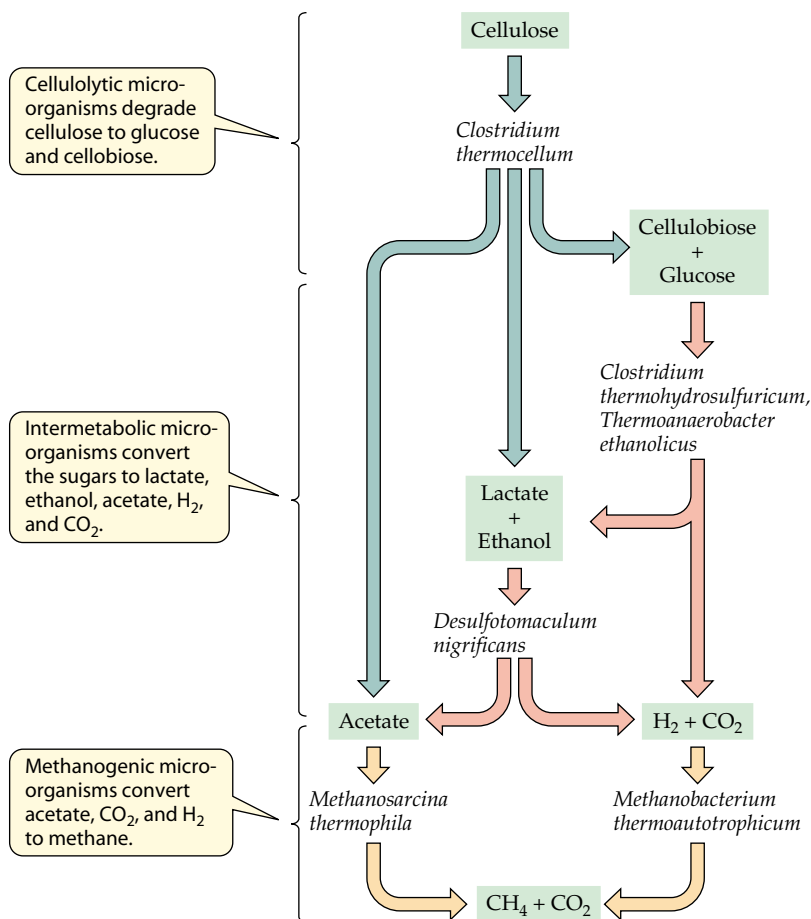 Cellulose
Cellulolytic micro-
organisms degrade
cellulose to glucose
and cellobiose.
Clostridium
thermocellum
Cellulobiose
+
Glucose
Clostridium
thermohydrosulfuricum,
Thermoanaerobacter
ethanolicus
Intermetabolic micro-
organisms convert
the sugars to lactate,
ethanol, acetate, H₂,
and CO₂.
Lactate
+
Ethanol
Desulfotomaculum
nigrificans
Acetate
H₂ + CO₂
Methanogenic micro-
organisms convert
acetate, CO₂, and H₂
to methane.
Methanosarcina
thermophila
Methanobacterium
thermoautotrophicum
CH₄ + CO₂